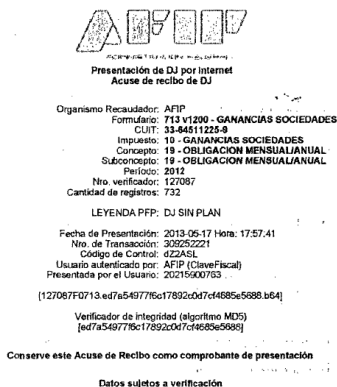 AFIP
Presentación de DJ por Internet
Acuse de recibo de DJ
Organismo Recaudador: AFIP
Formulario: 713 v1200 - GANANCIAS SOCIEDADES
CUIT: 33-64511225-9
Impuesto: 10 - GANANCIAS SOCIEDADES
Concepto: 19 - OBLIGACION MENSUAL/ANUAL
Subconcepto: 19 - OBLIGACION MENSUAL/ANUAL
Período: 2012
Nro. verificador: 127087
Cantidad de registros: 732
LEYENDA PFP: DJ SIN PLAN
Fecha de Presentación: 2013-05-17 Hora: 17:57:41
Nro. de Transacción: 309252221
Código de Control: dZ2ASL
Usuario autenticado por: AFIP (ClaveFiscal)
Presentada por el Usuario: 20215900763
[127087F0713.ed7a54977f6c17892c0d7cf4685e5688.b64]
Verificador de integridad (algoritmo MD5)
[ed7a54977f6c17892c0d7cf4685e5688]
Conserve este Acuse de Recibo como comprobante de presentación
Datos sujetos a verificación